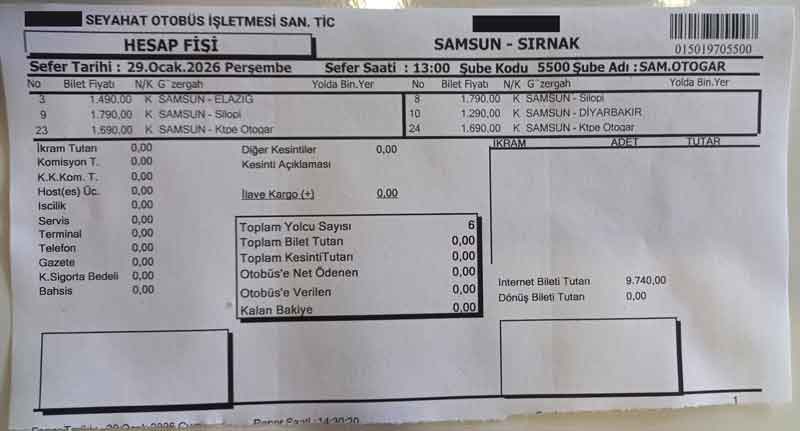 SEYAHAT OTOBÜS İŞLETMESİ SAN. TİC
HESAP FİŞİ
SAMSUN - SIRNAK
015019705500
Sefer Tarihi : 29.Ocak.2026 Perşembe Sefer Saati : 13:00 Şube Kodu 5500 Şube Adı : SAM.OTOGAR
No Bilet Fiyatı N/K G¨zergah Yolda Bin.Yer No Bilet Fiyatı N/K G¨zergah Yolda Bin.Yer
3 1.490,00 K SAMSUN - ELAZIG 8 1.790,00 K SAMSUN - Silopi
9 1.790,00 K SAMSUN - Silopi 10 1.290,00 K SAMSUN - DİYARBAKIR
23 1.690,00 K SAMSUN - Ktpe Otogar 24 1.690,00 K SAMSUN - Ktpe Otogar
İkram Tutarı 0,00
Komisyon T. 0,00
K.K.Kom. T. 0,00
Host(es) Üc. 0,00
Iscilik 0,00
Servis 0,00
Terminal 0,00
Telefon 0,00
Gazete 0,00
K.Sigorta Bedeli 0,00
Bahsis 0,00
Diğer Kesintiler 0,00
Kesinti Açıklaması
İlave Kargo (+) 0,00
Toplam Yolcu Sayısı 6
Toplam Bilet Tutarı 0,00
Toplam KesintiTutarı 0,00
Otobüs'e Net Ödenen 0,00
Otobüs'e Verilen 0,00
Kalan Bakiye 0,00
İKRAM ADET TUTAR
Internet Bileti Tutarı 9.740,00
Dönüş Bileti Tutarı 0,00
1